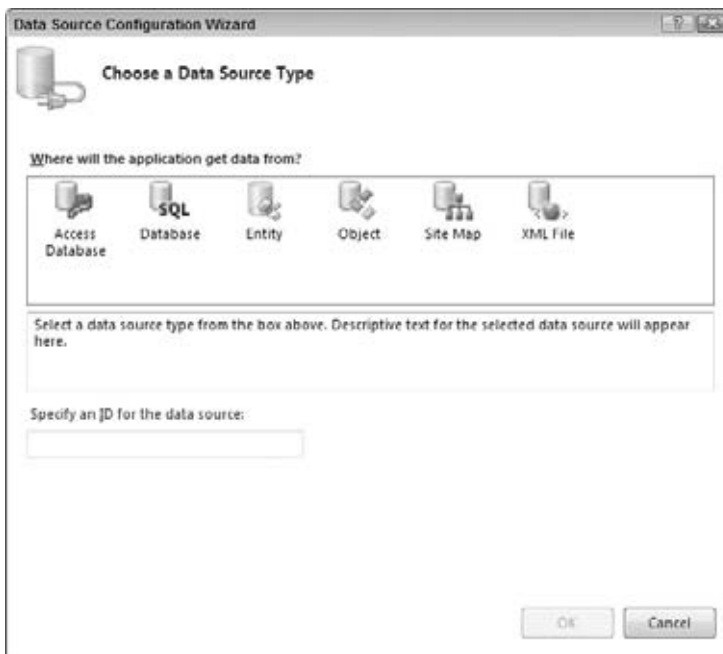 Data Source Configuration Wizard
?
Choose a Data Source Type
Where will the application get data from?
SQL
Access
Database
Database
Entity
Object
Site Map
XML File
Select a data source type from the box above. Descriptive text for the selected data source will appear
here.
Specify an ID for the data source:
OK
Cancel